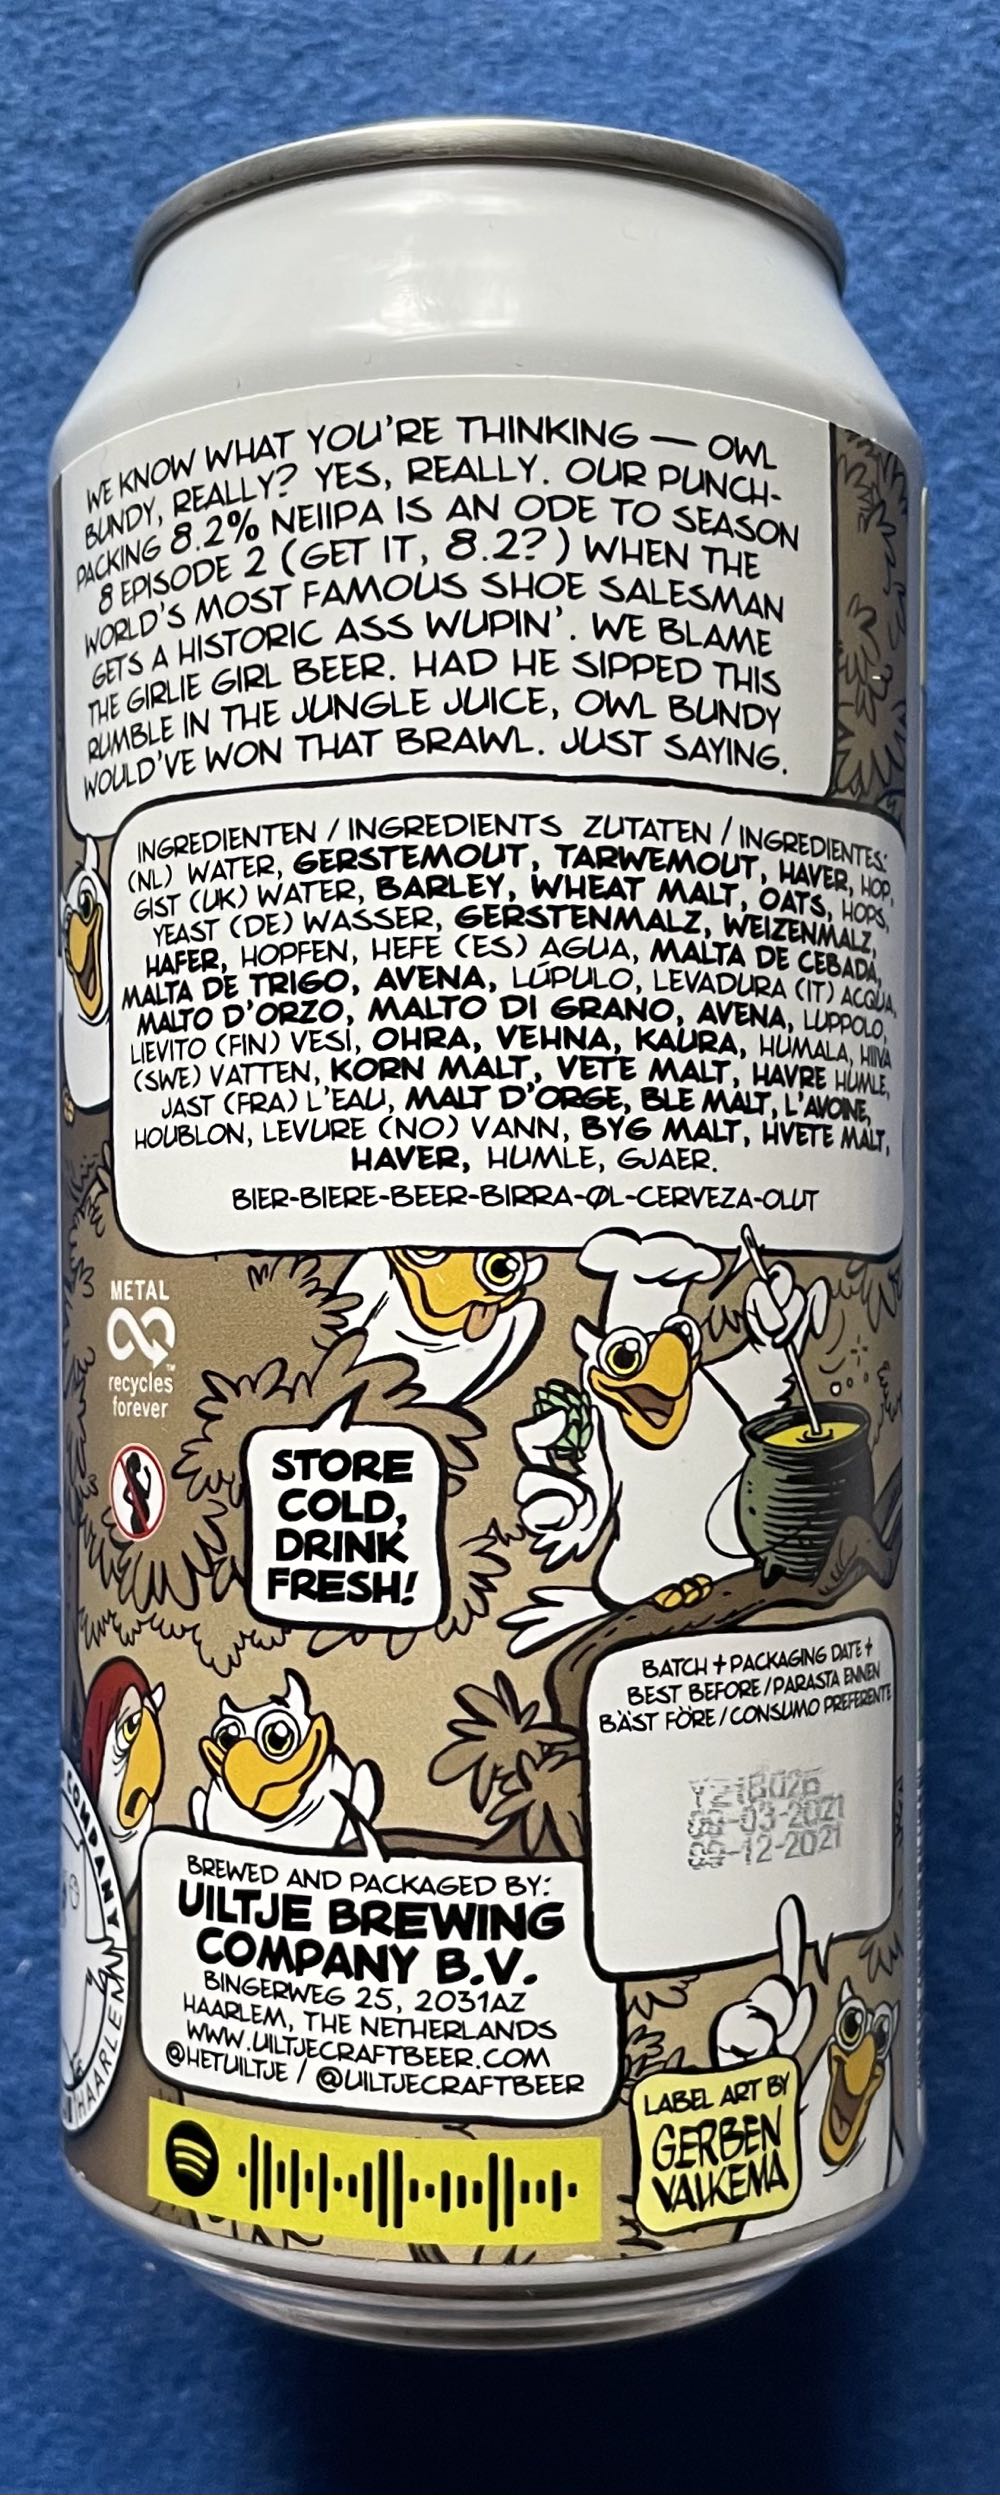 WE KNOW WHAT YOU'RE THINKING — OWL
BUNDY, REALLY? YES, REALLY. OUR PUNCH-
PACKING 8.2% NEIIPA IS AN ODE TO SEASON
8 EPISODE 2 (GET IT, 8.2?) WHEN THE
WORLD'S MOST FAMOUS SHOE SALESMAN
GETS A HISTORIC ASS WUPIN'. WE BLAME
THE GIRLIE GIRL BEER. HAD HE SIPPED THIS
RUMBLE IN THE JUNGLE JUICE, OWL BUNDY
WOULD'VE WON THAT BRAWL. JUST SAYING.
INGREDIENTEN / INGREDIENTS ZUTATEN / INGREDIENTES:
(NL) WATER, GERSTEMOUT, TARWEMOUT, HAVER, HOP,
GIST (UK) WATER, BARLEY, WHEAT MALT, OATS, HOPS,
YEAST (DE) WASSER, GERSTENMALZ, WEIZENMALZ,
HAFER, HOPFEN, HEFE (ES) AGUA, MALTA DE CEBADA,
MALTA DE TRIGO, AVENA, LÚPULO, LEVADURA (IT) ACQUA,
MALTO D'ORZO, MALTO DI GRANO, AVENA, LUPPOLO,
LIEVITO (FIN) VESI, OHRA, VEHNA, KAURA, HUMALA, HIIVA
(SWE) VATTEN, KORN MALT, VETE MALT, HAVRE HUMLE,
JAST (FRA) L'EAU, MALT D'ORGE, BLE MALT, L'AVOINE,
HOUBLON, LEVURE (NO) VANN, BYG MALT, HVETE MALT,
HAVER, HUMLE, GJAER.
BIER-BIERE-BEER-BIRRA-ØL-CERVEZA-OLUT
METAL
recycles
forever
STORE
COLD,
DRINK
FRESH!
BATCH + PACKAGING DATE +
BEST BEFORE / PARASTA ENNEN
BÄST FÖRE / CONSUMO PREFERENTE
Y21B026
09-03-2021
09-12-2021
BREWED AND PACKAGED BY:
UILTJE BREWING
COMPANY B.V.
BINGERWEG 25, 2031AZ
HAARLEM, THE NETHERLANDS
WWW.UILTJECRAFTBEER.COM
@HETUILTJE / @UILTJECRAFTBEER
COMPANY
HAARLEM
LABEL ART BY
GERBEN
VALKEMA